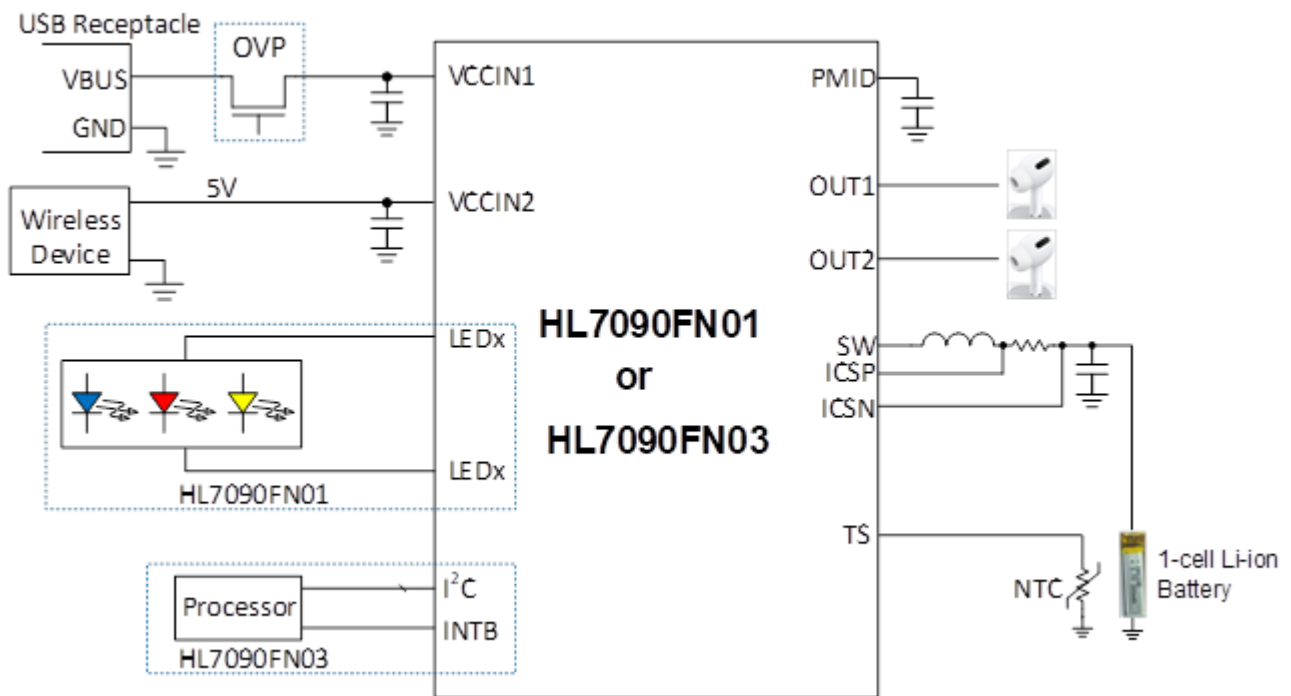 USB Receptacle
VBUS
GND
OVP
VCCIN1
PMID
5V
Wireless
Device
VCCIN2
OUT1
OUT2
HL7090FN01
or
HL7090FN03
LEDx
LEDx
HL7090FN01
SW
ICSP
ICSN
TS
NTC
1-cell Li-ion
Battery
Processor
I²C
INTB
HL7090FN03